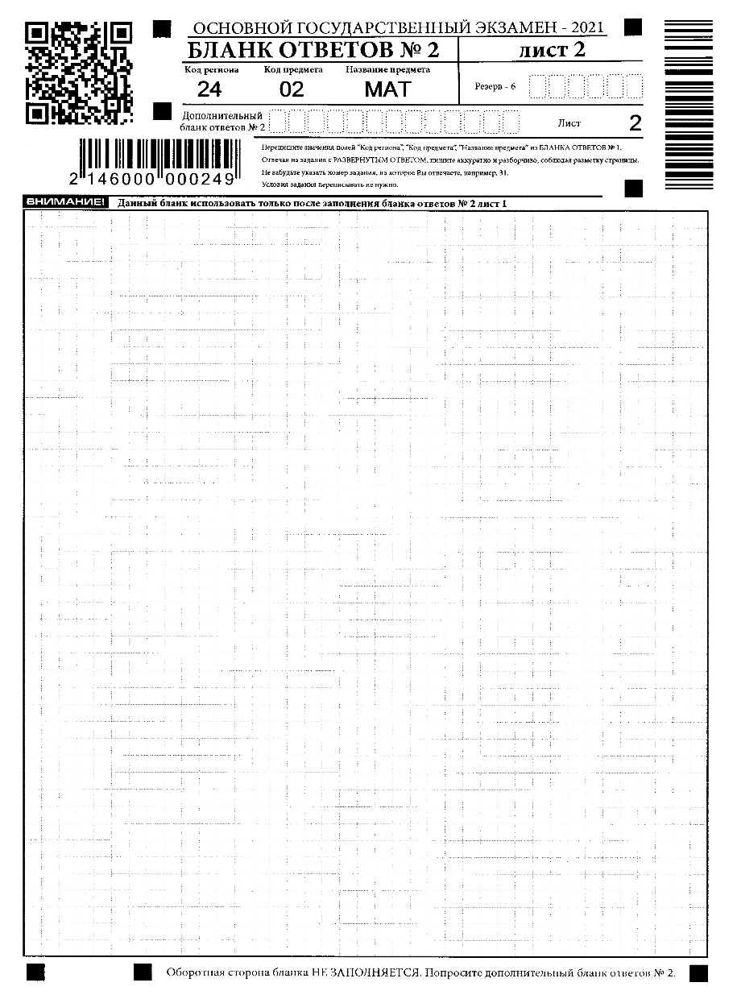 ОСНОВНОЙ ГОСУДАРСТВЕННЫЙ ЭКЗАМЕН - 2021
БЛАНК ОТВЕТОВ № 2
лист 2
Код региона Код предмета Название предмета
24 02 МАТ
Резерв - 6
Дополнительный
бланк ответов № 2
Лист 2
2 146000 000249
Перепишите значения полей "Код региона", "Код предмета", "Название предмета" из БЛАНКА ОТВЕТОВ № 1.
Отвечая на задания с РАЗВЕРНУТЫМ ОТВЕТОМ, пишите аккуратно и разборчиво, соблюдая разметку страницы.
Не забудьте указать номер задания, на которое Вы отвечаете, например, 31.
Условия задания переписывать не нужно.
ВНИМАНИЕ! Данный бланк использовать только после заполнения бланка ответов № 2 лист 1
Оборотная сторона бланка НЕ ЗАПОЛНЯЕТСЯ. Попросите дополнительный бланк ответов № 2.